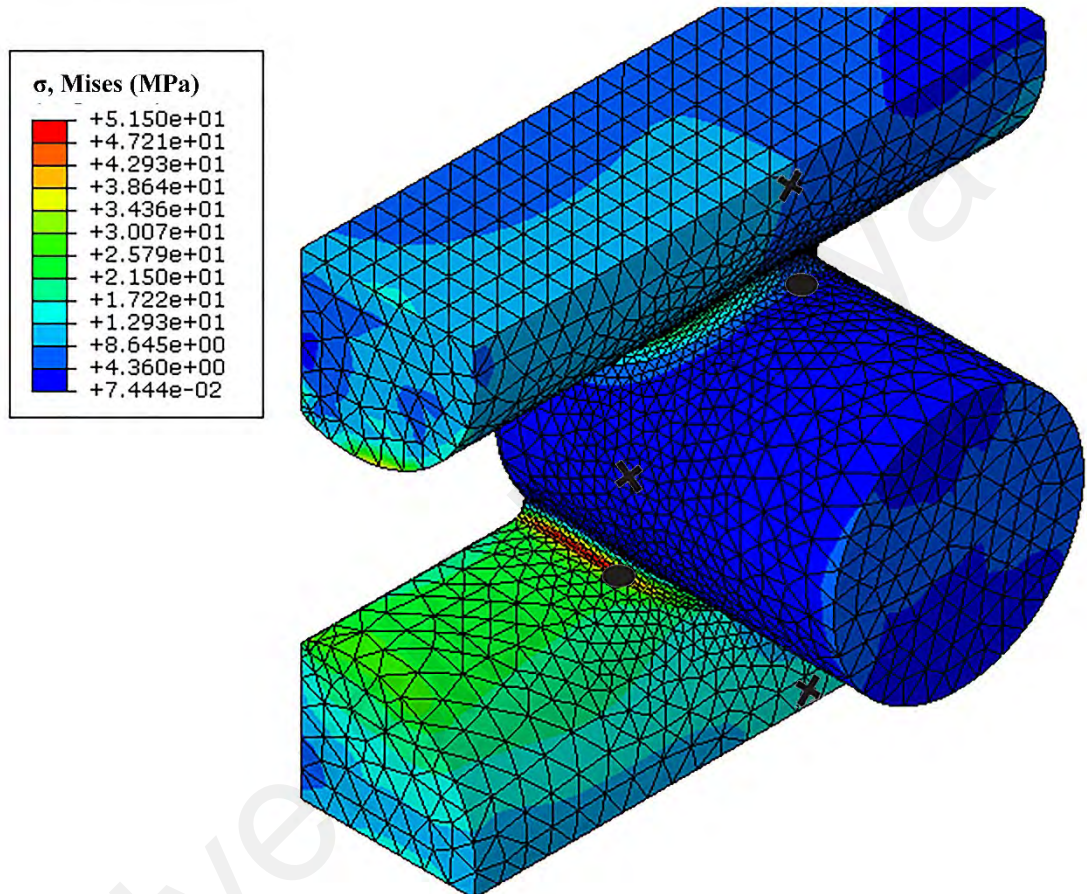 σ, Mises (MPa)
+5.150e+01
+4.721e+01
+4.293e+01
+3.864e+01
+3.436e+01
+3.007e+01
+2.579e+01
+2.150e+01
+1.722e+01
+1.293e+01
+8.645e+00
+4.360e+00
+7.444e-02